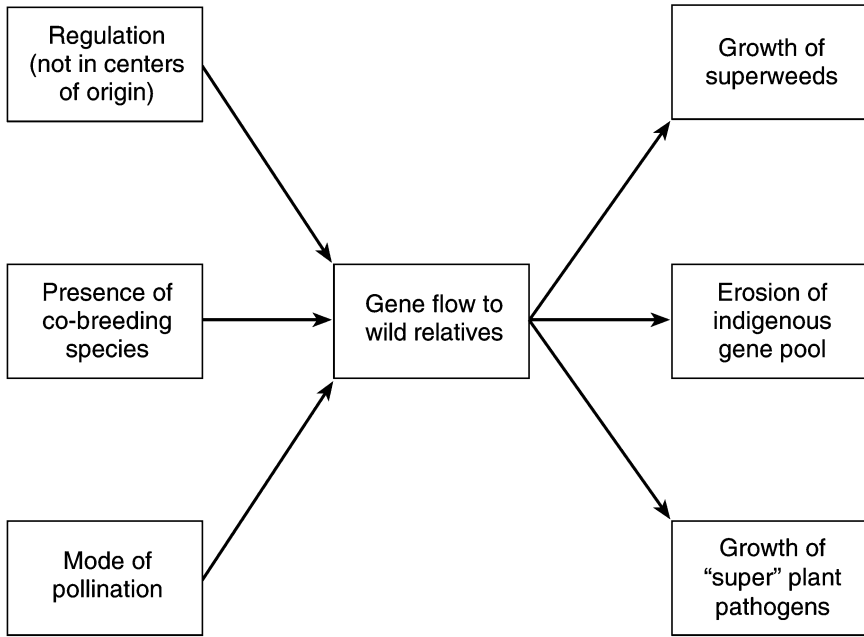 Regulation
(not in centers
of origin)
Growth of
superweeds
Presence of
co-breeding
species
Gene flow to
wild relatives
Erosion of
indigenous
gene pool
Mode of
pollination
Growth of
“super” plant
pathogens